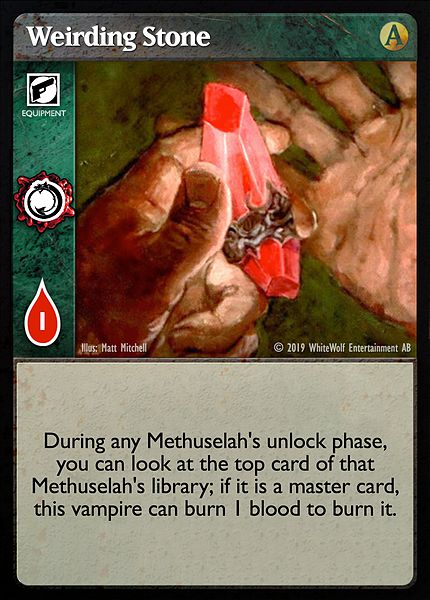 Weirding Stone
A
EQUIPMENT
1
Illus: Matt Mitchell
© 2019 WhiteWolf Entertainment AB
During any Methuselah's unlock phase,
you can look at the top card of that
Methuselah's library; if it is a master card,
this vampire can burn 1 blood to burn it.